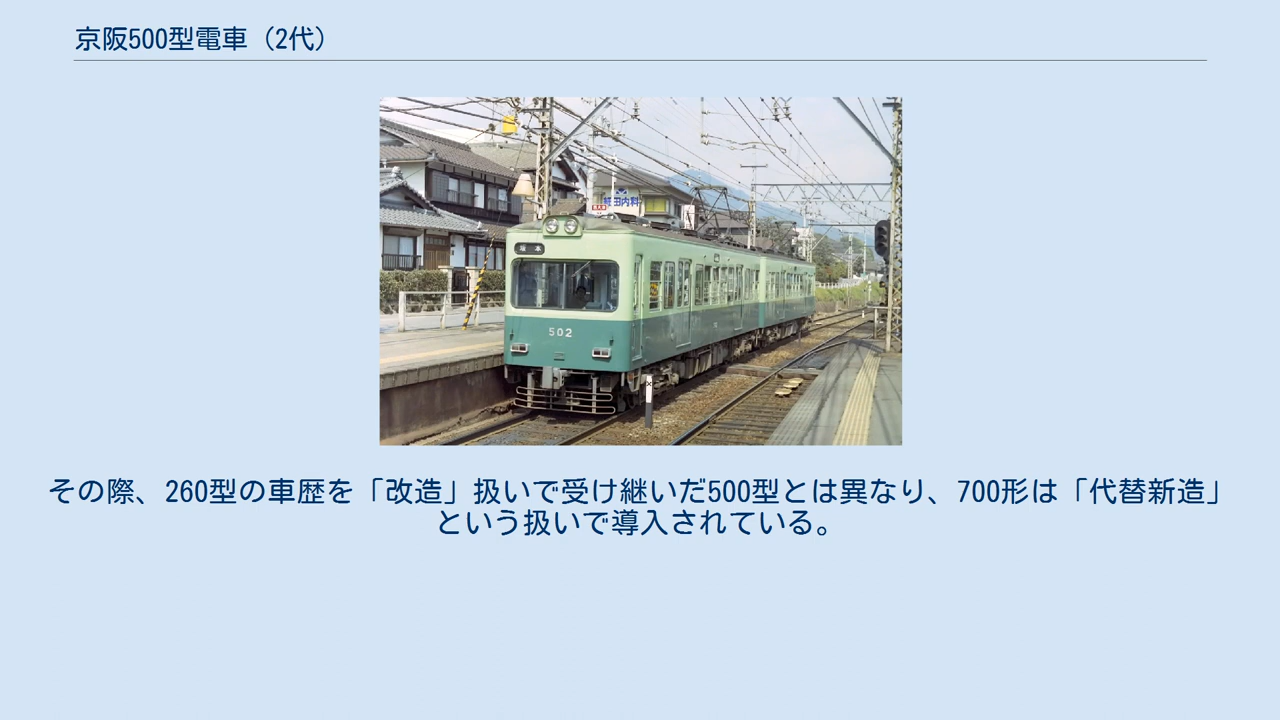 京阪500型電車（2代）
坂本
502
その際、260型の車歴を「改造」扱いで受け継いだ500型とは異なり、700形は「代替新造」
という扱いで導入されている。